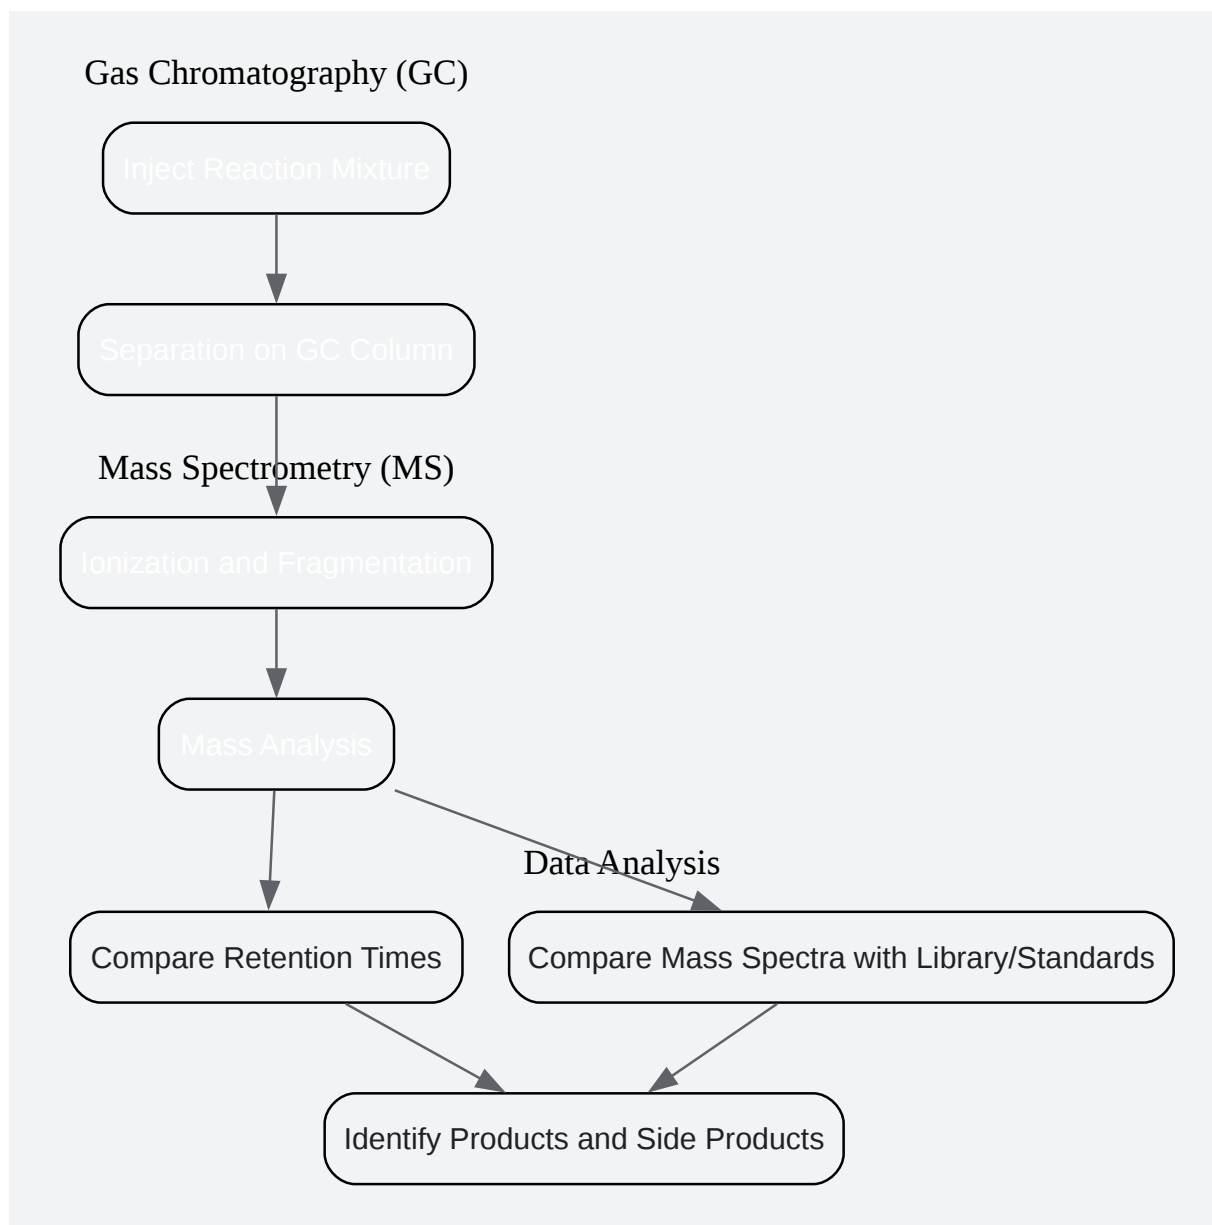 Gas Chromatography (GC)
Inject Reaction Mixture
Separation on GC Column
Mass Spectrometry (MS)
Ionization and Fragmentation
Mass Analysis
Data Analysis
Compare Retention Times
Compare Mass Spectra with Library/Standards
Identify Products and Side Products